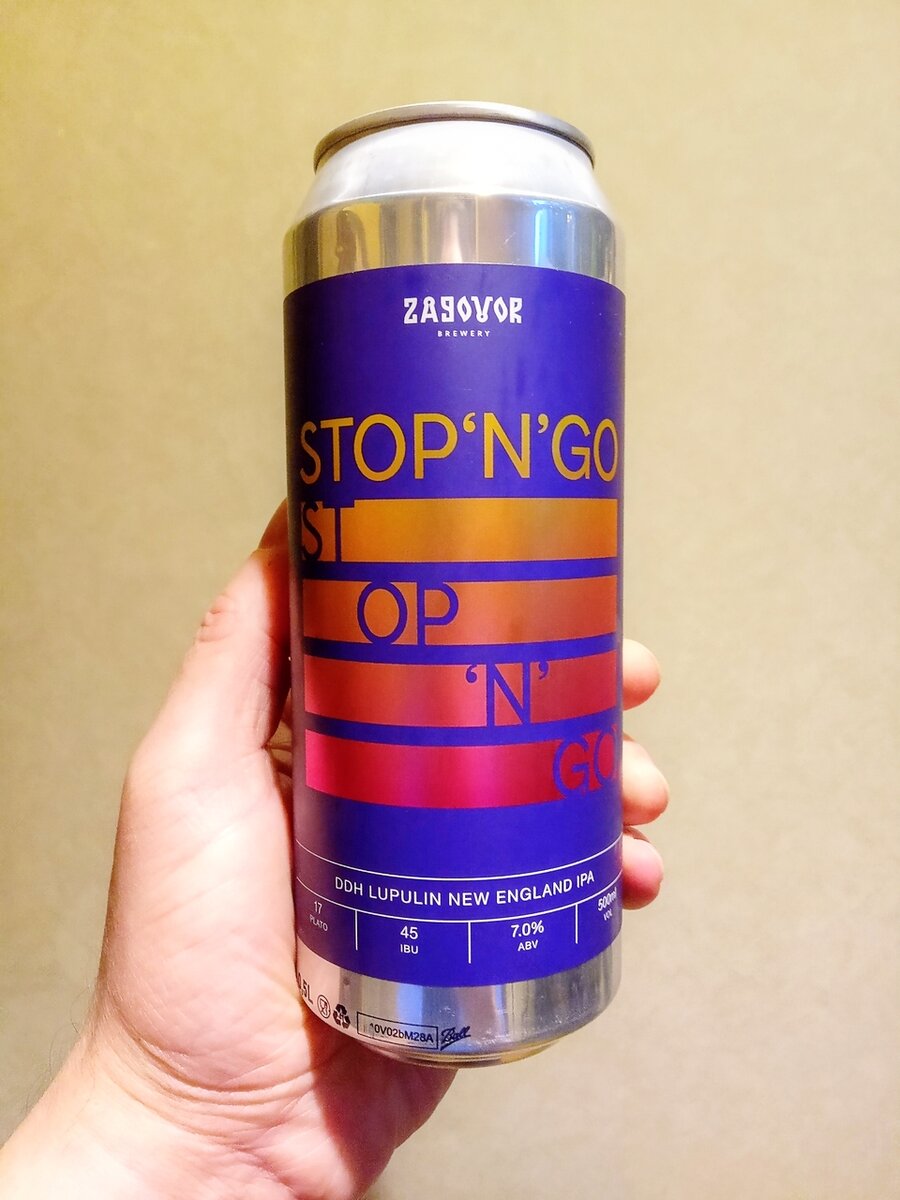 ZAGOVOR
BREWERY
STOP‘N’GO
ST
OP
‘N’
GO
DDH LUPULIN NEW ENGLAND IPA
17
PLATO
45
IBU
7.0%
ABV
500ml
VOL
0,5L
Ball